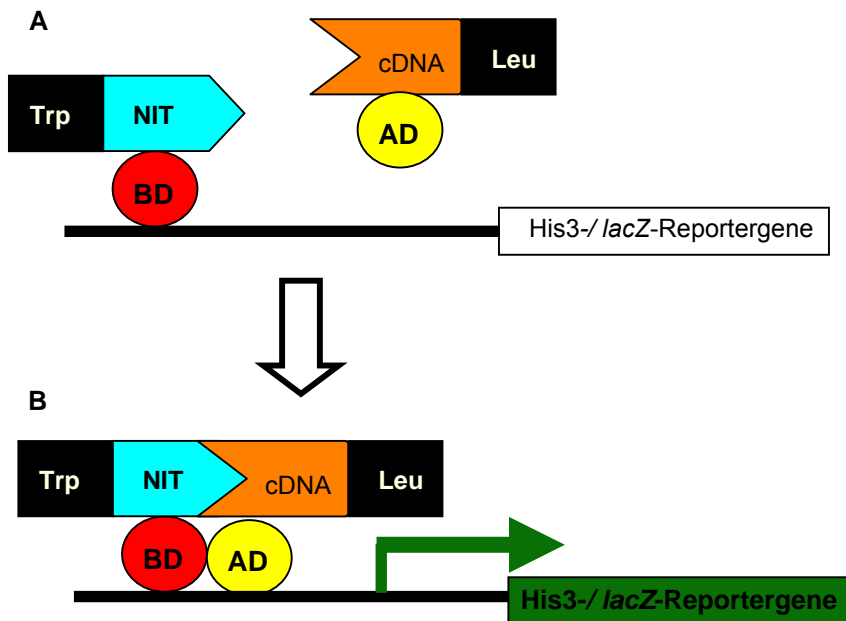 A
cDNA Leu
Trp NIT
AD
BD
His3-/ lacZ-Reportergene
B
Trp NIT cDNA Leu
BD AD
His3-/ lacZ-Reportergene